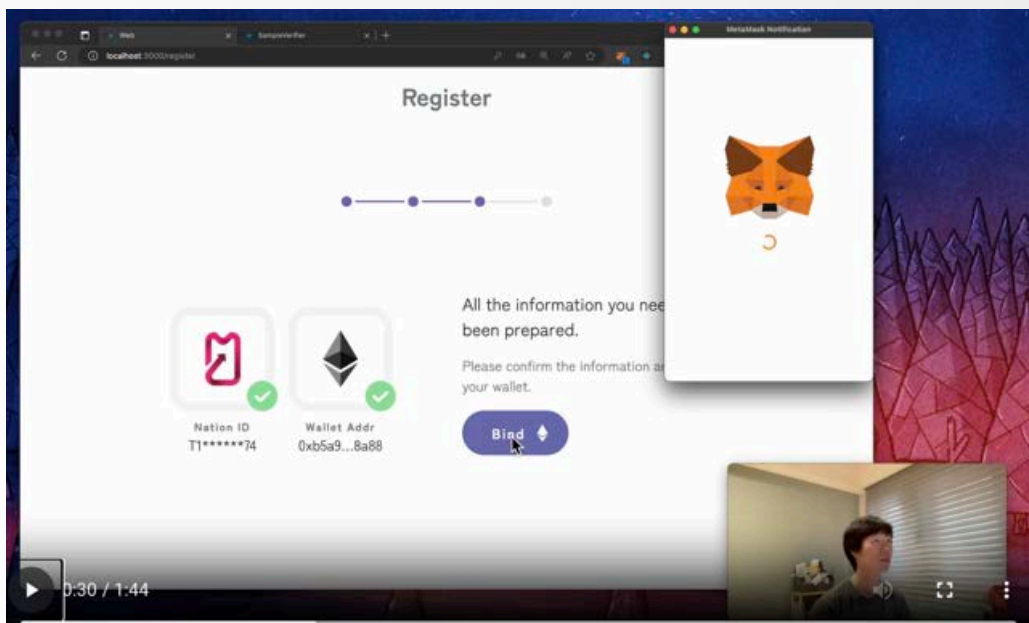 Web
SampleVerifier
MetaMask Notification
localhost:3000/register
Register
All the information you nee
been prepared.
Please confirm the information a
your wallet.
Nation ID
T1******74
Wallet Addr
0xb5a9...8a88
Bind
0:30 / 1:44